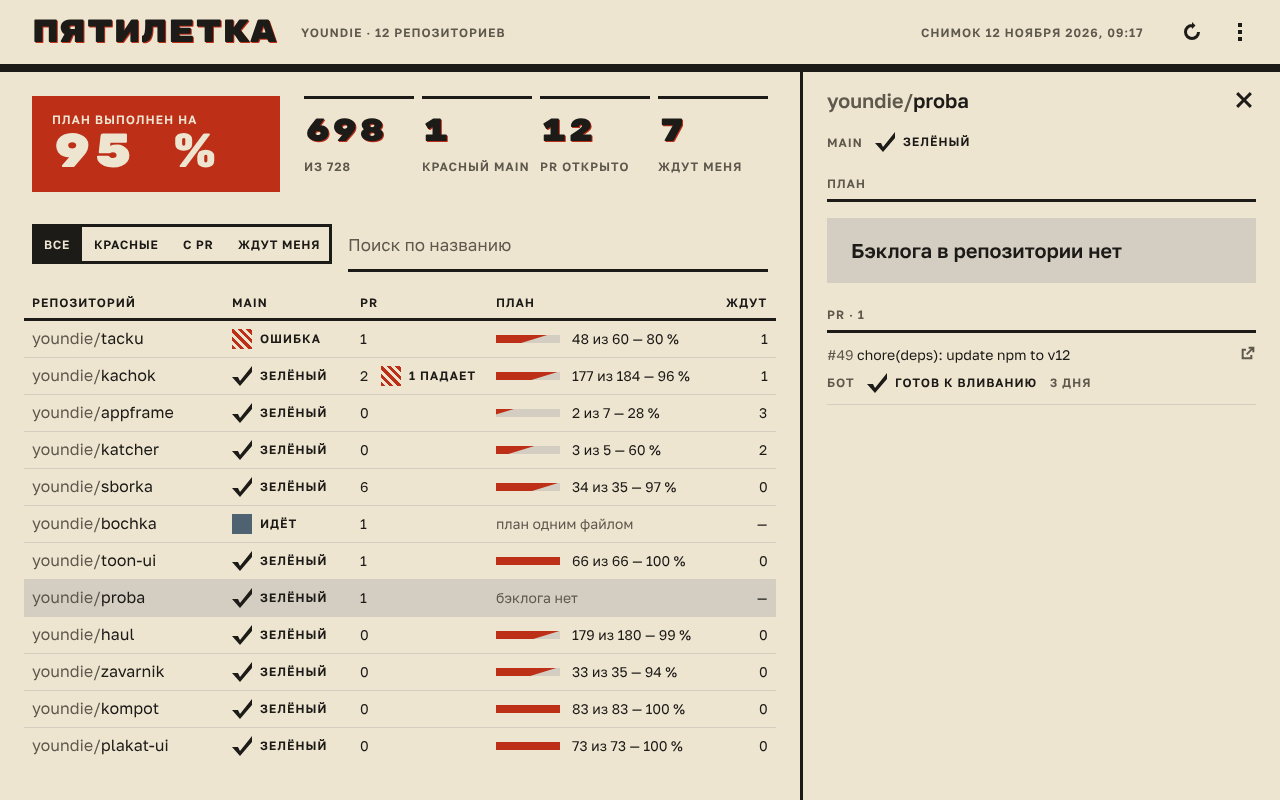 ПЯТИЛЕТКА
YOUNDIE · 12 РЕПОЗИТОРИЕВ
СНИМОК 12 НОЯБРЯ 2026, 09:17
ПЛАН ВЫПОЛНЕН НА
95 %
698
ИЗ 728
1
КРАСНЫЙ MAIN
12
PR ОТКРЫТО
7
ЖДУТ МЕНЯ
ВСЕ КРАСНЫЕ С PR ЖДУТ МЕНЯ
Поиск по названию
РЕПОЗИТОРИЙ MAIN PR ПЛАН ЖДУТ
youndie/tacku ОШИБКА 1 48 из 60 — 80 % 1
youndie/kachok ЗЕЛЁНЫЙ 2 1 ПАДАЕТ 177 из 184 — 96 % 1
youndie/appframe ЗЕЛЁНЫЙ 0 2 из 7 — 28 % 3
youndie/katcher ЗЕЛЁНЫЙ 0 3 из 5 — 60 % 2
youndie/sborka ЗЕЛЁНЫЙ 6 34 из 35 — 97 % 0
youndie/bochka ИДЁТ 1 план одним файлом —
youndie/toon-ui ЗЕЛЁНЫЙ 1 66 из 66 — 100 % 0
youndie/proba ЗЕЛЁНЫЙ 1 бэклога нет —
youndie/haul ЗЕЛЁНЫЙ 0 179 из 180 — 99 % 0
youndie/zavarnik ЗЕЛЁНЫЙ 0 33 из 35 — 94 % 0
youndie/kompot ЗЕЛЁНЫЙ 0 83 из 83 — 100 % 0
youndie/plakat-ui ЗЕЛЁНЫЙ 0 73 из 73 — 100 % 0
youndie/proba
MAIN ЗЕЛЁНЫЙ
ПЛАН
Бэклога в репозитории нет
PR · 1
#49 chore(deps): update npm to v12
БОТ ГОТОВ К ВЛИВАНИЮ 3 ДНЯ